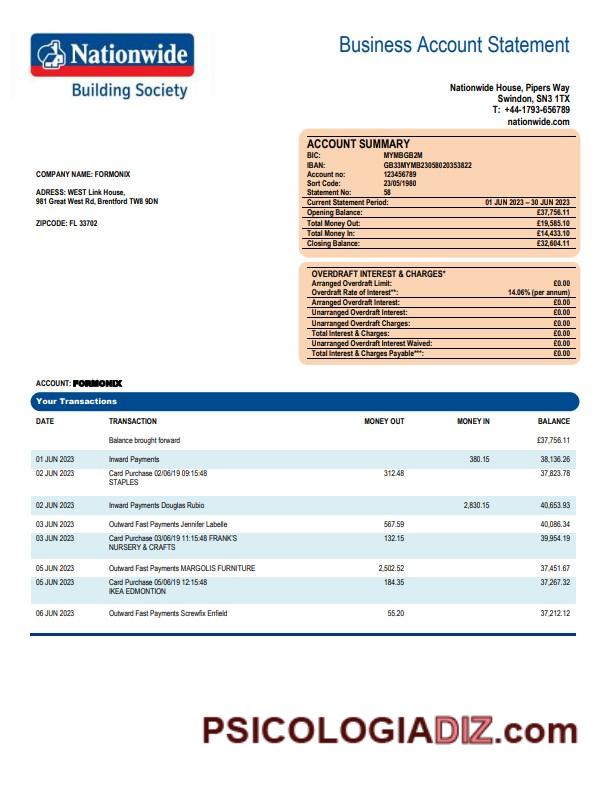 Nationwide
Building Society
Business Account Statement
Nationwide House, Pipers Way
Swindon, SN3 1TX
T: +44-1793-656789
nationwide.com
ACCOUNT SUMMARY
BIC: MYMBGB2M
IBAN: GB33MYMB23058020353822
Account no: 123456789
Sort Code: 23/05/1980
Statement No: 58
Current Statement Period: 01 JUN 2023 – 30 JUN 2023
Opening Balance: £37,756.11
Total Money Out: £19,585.10
Total Money In: £14,433.10
Closing Balance: £32,604.11
COMPANY NAME: FORMONIX
ADRESS: WEST Link House,
981 Great West Rd, Brentford TW8 9DN
ZIPCODE: FL 33702
OVERDRAFT INTEREST & CHARGES*
Arranged Overdraft Limit: £0.00
Overdraft Rate of Interest**: 14.06% (per annum)
Arranged Overdraft Interest: £0.00
Unarranged Overdraft Interest: £0.00
Unarranged Overdraft Charges: £0.00
Total Interest & Charges: £0.00
Unarranged Overdraft Interest Waived: £0.00
Total Interest & Charges Payable***: £0.00
ACCOUNT: FORMONIX
Your Transactions
DATE TRANSACTION MONEY OUT MONEY IN BALANCE
Balance brought forward £37,756.11
01 JUN 2023 Inward Payments 380.15 38,136.26
02 JUN 2023 Card Purchase 02/06/19 09:15:48 312.48 37,823.78
STAPLES
02 JUN 2023 Inward Payments Douglas Rubio 2,830.15 40,653.93
03 JUN 2023 Outward Fast Payments Jennifer Labelle 567.59 40,086.34
03 JUN 2023 Card Purchase 03/06/19 11:15:48 FRANK'S 132.15 39,954.19
NURSERY & CRAFTS
05 JUN 2023 Outward Fast Payments MARGOLIS FURNITURE 2,502.52 37,451.67
05 JUN 2023 Card Purchase 05/06/19 12:15:48 184.35 37,267.32
IKEA EDMONTION
06 JUN 2023 Outward Fast Payments Screwfix Enfield 55.20 37,212.12
PSICOLOGIADIZ.com